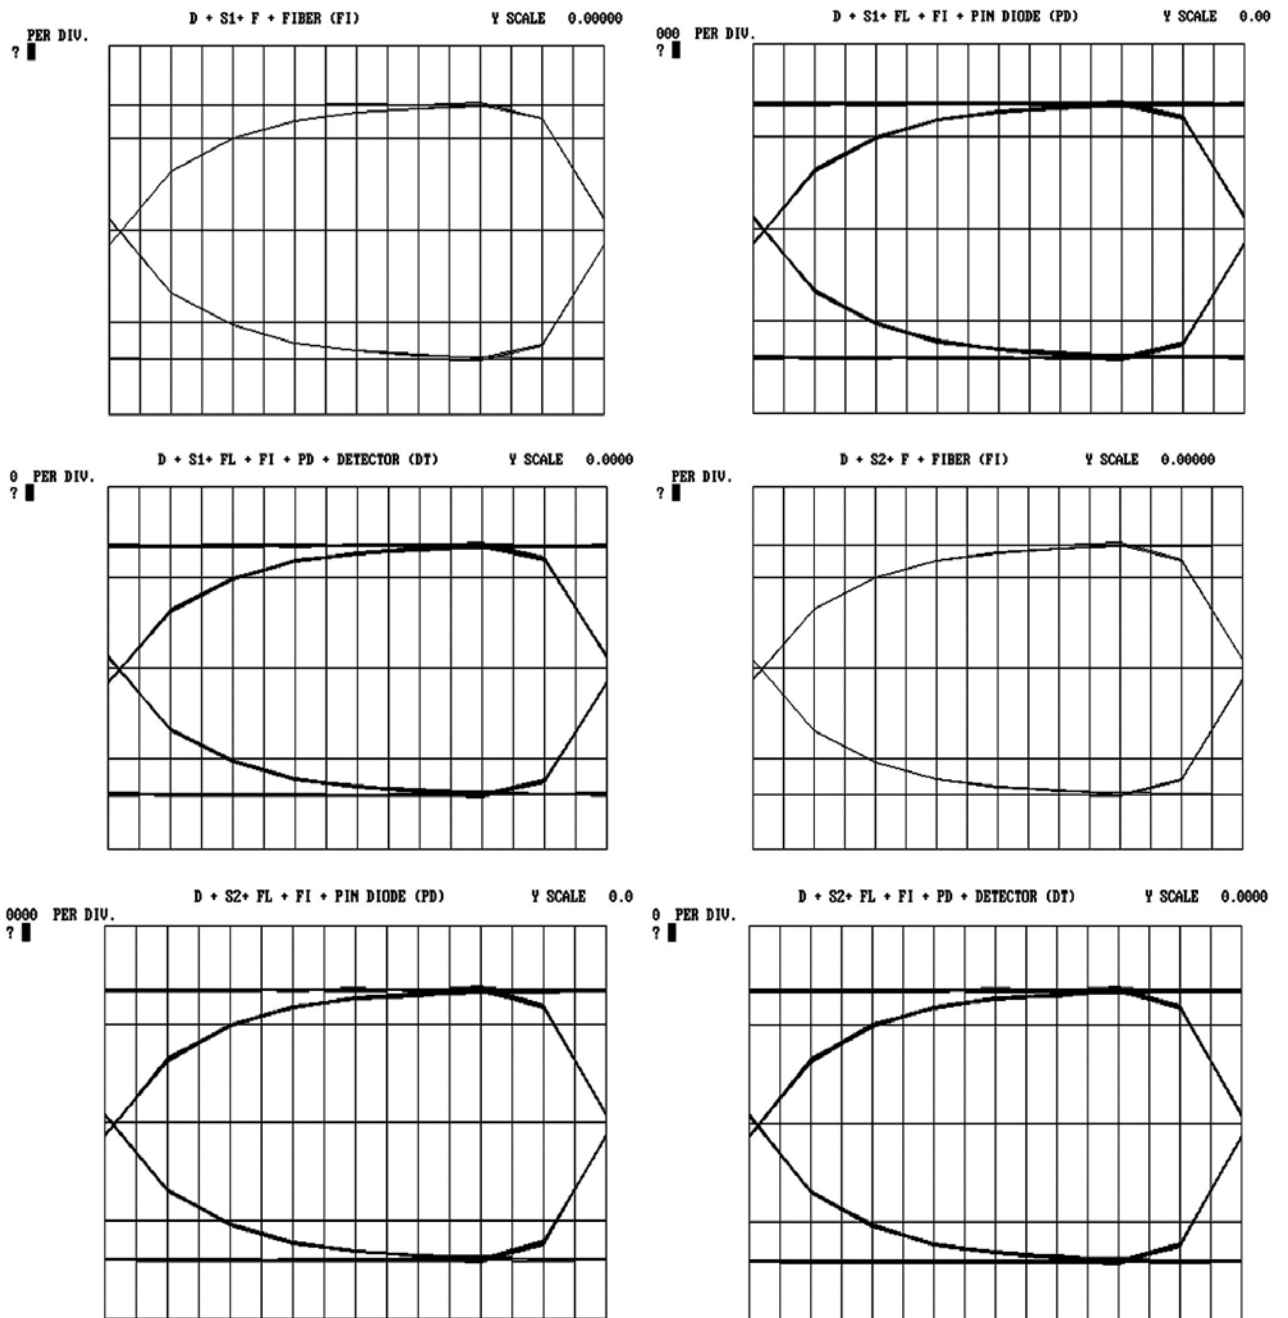 D + S1+ F + FIBER (FI) Y SCALE 0.00000
PER DIV.
?
D + S1+ FL + FI + PIN DIODE (PD) Y SCALE 0.00
000 PER DIV.
?
D + S1+ FL + FI + PD + DETECTOR (DT) Y SCALE 0.0000
0 PER DIV.
?
D + S2+ F + FIBER (FI) Y SCALE 0.00000
PER DIV.
?
D + S2+ FL + FI + PIN DIODE (PD) Y SCALE 0.0
0000 PER DIV.
?
D + S2+ FL + FI + PD + DETECTOR (DT) Y SCALE 0.0000
0 PER DIV.
?